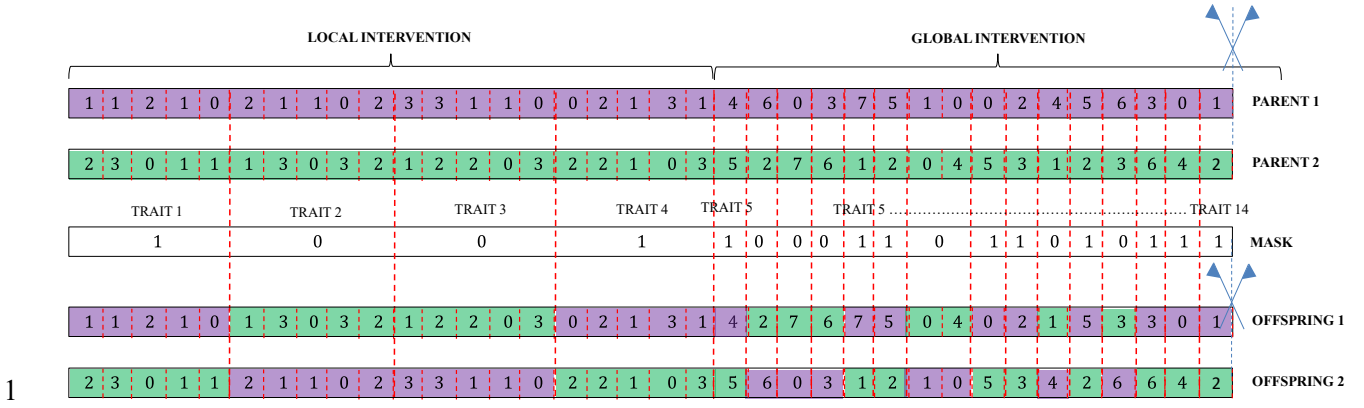 LOCAL INTERVENTION GLOBAL INTERVENTION
1 1 2 1 0 2 1 1 0 2 3 3 1 1 0 0 2 1 3 1 4 6 0 3 7 5 1 0 0 2 4 5 6 3 0 1 PARENT 1
2 3 0 1 1 1 3 0 3 2 1 2 2 0 3 2 2 1 0 3 5 2 7 6 1 2 0 4 5 3 1 2 3 6 4 2 PARENT 2
TRAIT 1 TRAIT 2 TRAIT 3 TRAIT 4 TRAIT 5 TRAIT 5 ........................................................ TRAIT 14
1 0 0 1 1 0 0 0 1 1 0 1 1 0 1 0 1 1 1 MASK
1 1 2 1 0 1 3 0 3 2 1 2 2 0 3 0 2 1 3 1 4 2 7 6 7 5 0 4 0 2 1 5 3 3 0 1 OFFSPRING 1
2 3 0 1 1 2 1 1 0 2 3 3 1 1 0 2 2 1 0 3 5 6 0 3 1 2 1 0 5 3 4 2 6 6 4 2 OFFSPRING 2
1